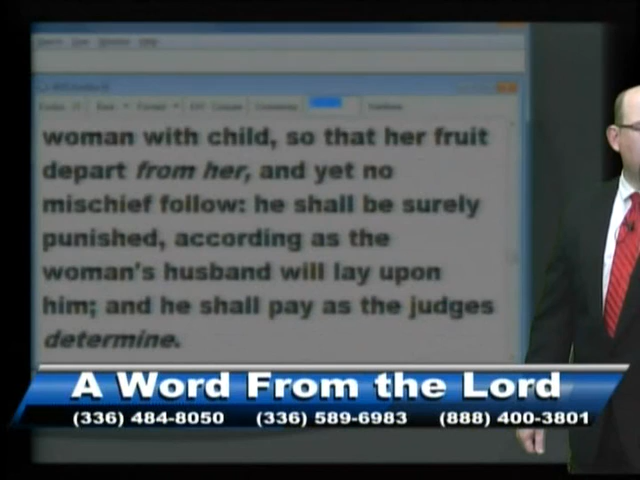 woman with child, so that her fruit
depart from her, and yet no
mischief follow: he shall be surely
punished, according as the
woman's husband will lay upon
him; and he shall pay as the judges
determine.
A Word From the Lord
(336) 484-8050 (336) 589-6983 (888) 400-3801